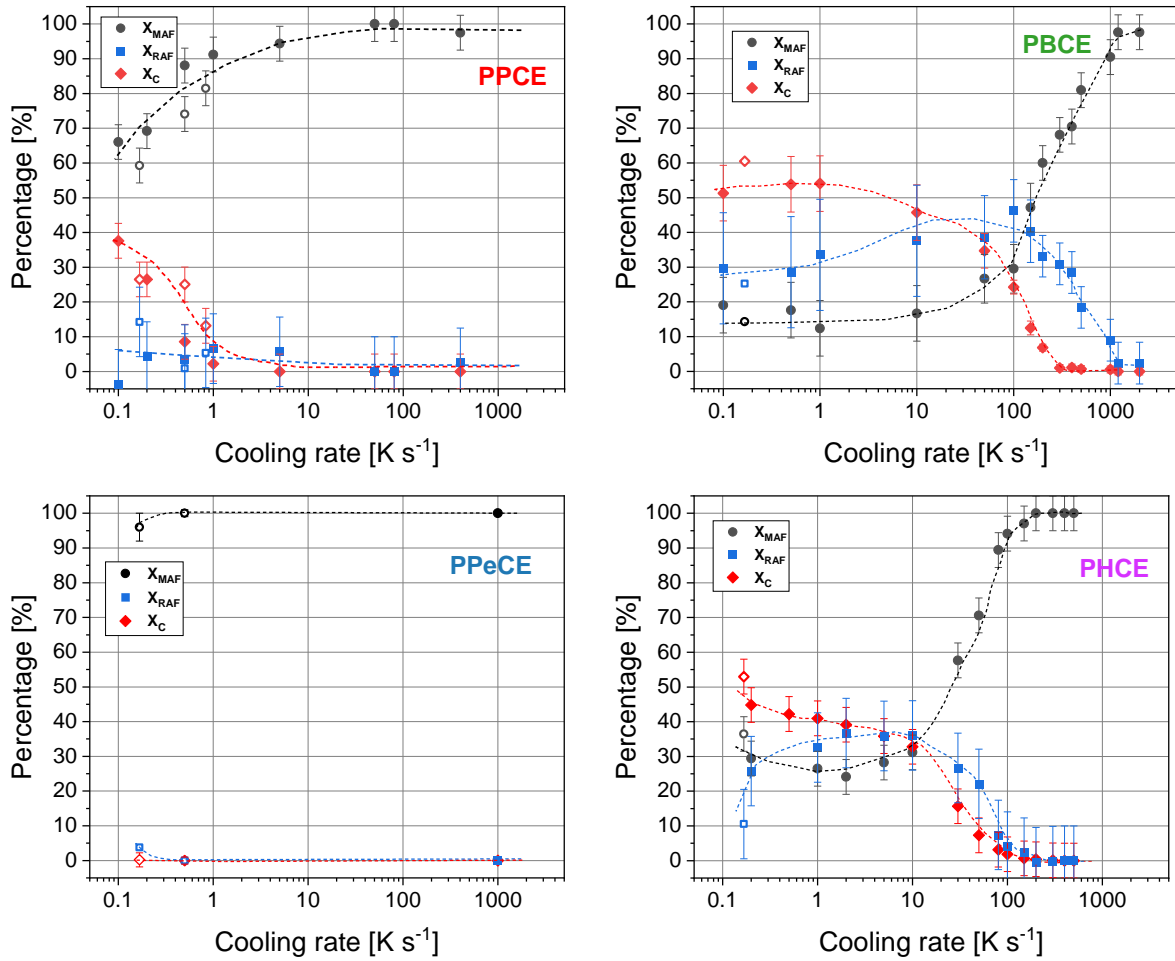 100
90
80
70
60
50
40
30
20
10
0
Percentage [%]
X_MAF
X_RAF
X_C
PPCE
0.1 1 10 100 1000
Cooling rate [K s⁻¹]
100
90
80
70
60
50
40
30
20
10
0
Percentage [%]
X_MAF
X_RAF
X_C
PBCE
0.1 1 10 100 1000
Cooling rate [K s⁻¹]
100
90
80
70
60
50
40
30
20
10
0
Percentage [%]
X_MAF
X_RAF
X_C
PPeCE
0.1 1 10 100 1000
Cooling rate [K s⁻¹]
100
90
80
70
60
50
40
30
20
10
0
Percentage [%]
X_MAF
X_RAF
X_C
PHCE
0.1 1 10 100 1000
Cooling rate [K s⁻¹]